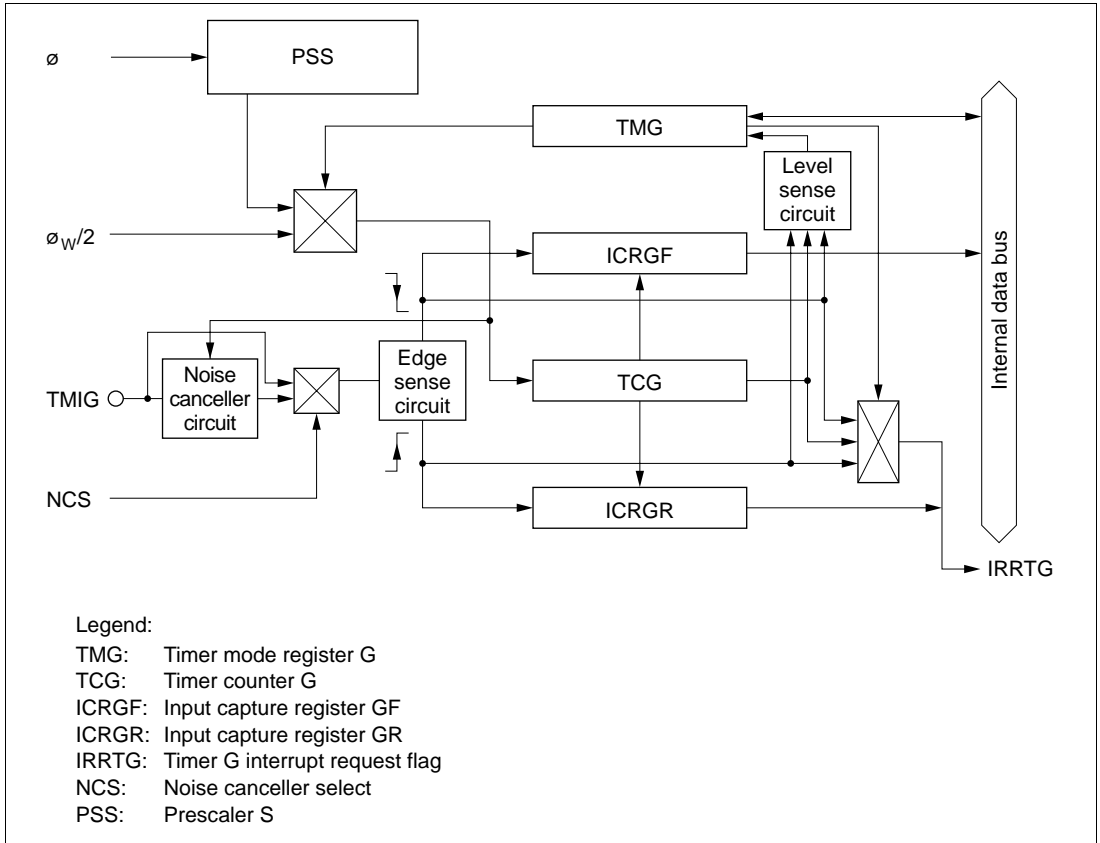 ø
PSS
TMG
Level
sense
circuit
øW/2
ICRGF
Internal data bus
Edge
sense
circuit
TMIG
Noise
canceller
circuit
TCG
NCS
ICRGR
IRRTG
Legend:
TMG: Timer mode register G
TCG: Timer counter G
ICRGF: Input capture register GF
ICRGR: Input capture register GR
IRRTG: Timer G interrupt request flag
NCS: Noise canceller select
PSS: Prescaler S